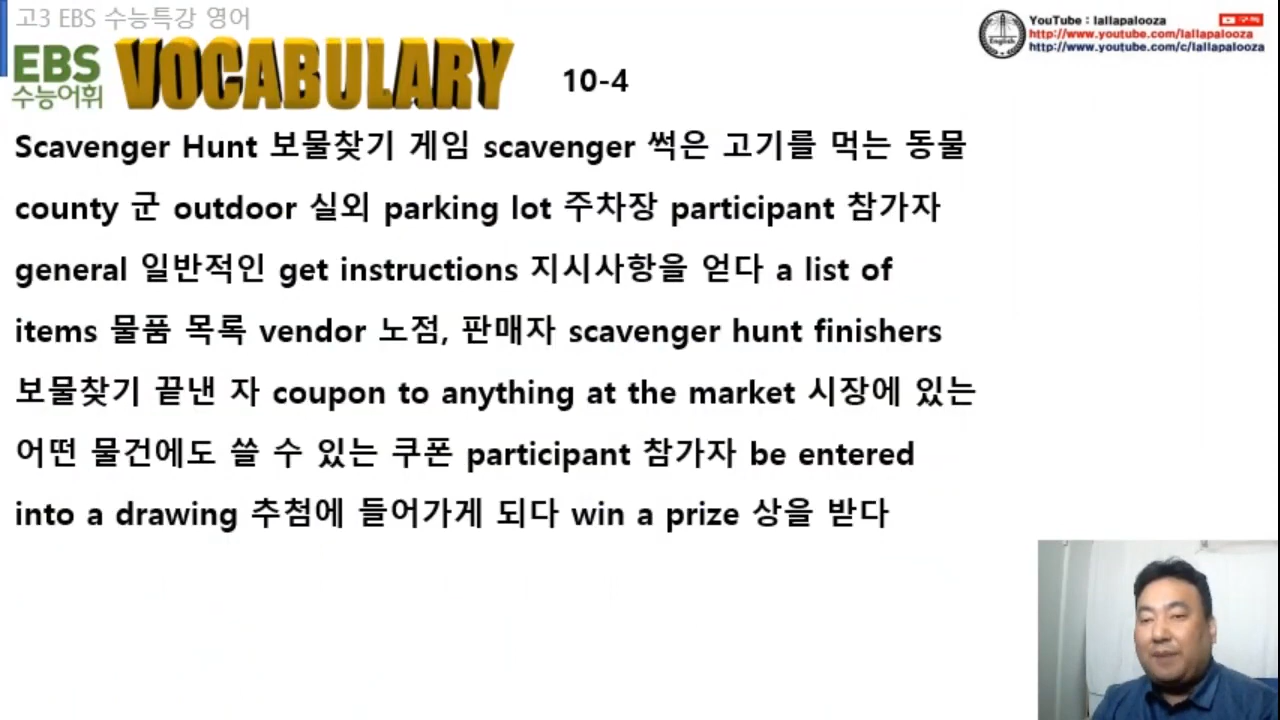 고3 EBS 수능특강 영어
EBS
수능어휘
VOCABULARY
10-4
YouTube : lallapalooza
구독
http://www.youtube.com/lallapalooza
http://www.youtube.com/c/lallapalooza
English
Scavenger Hunt 보물찾기 게임 scavenger 썩은 고기를 먹는 동물
county 군 outdoor 실외 parking lot 주차장 participant 참가자
general 일반적인 get instructions 지시사항을 얻다 a list of
items 물품 목록 vendor 노점, 판매자 scavenger hunt finishers
보물찾기 끝낸 자 coupon to anything at the market 시장에 있는
어떤 물건에도 쓸 수 있는 쿠폰 participant 참가자 be entered
into a drawing 추첨에 들어가게 되다 win a prize 상을 받다